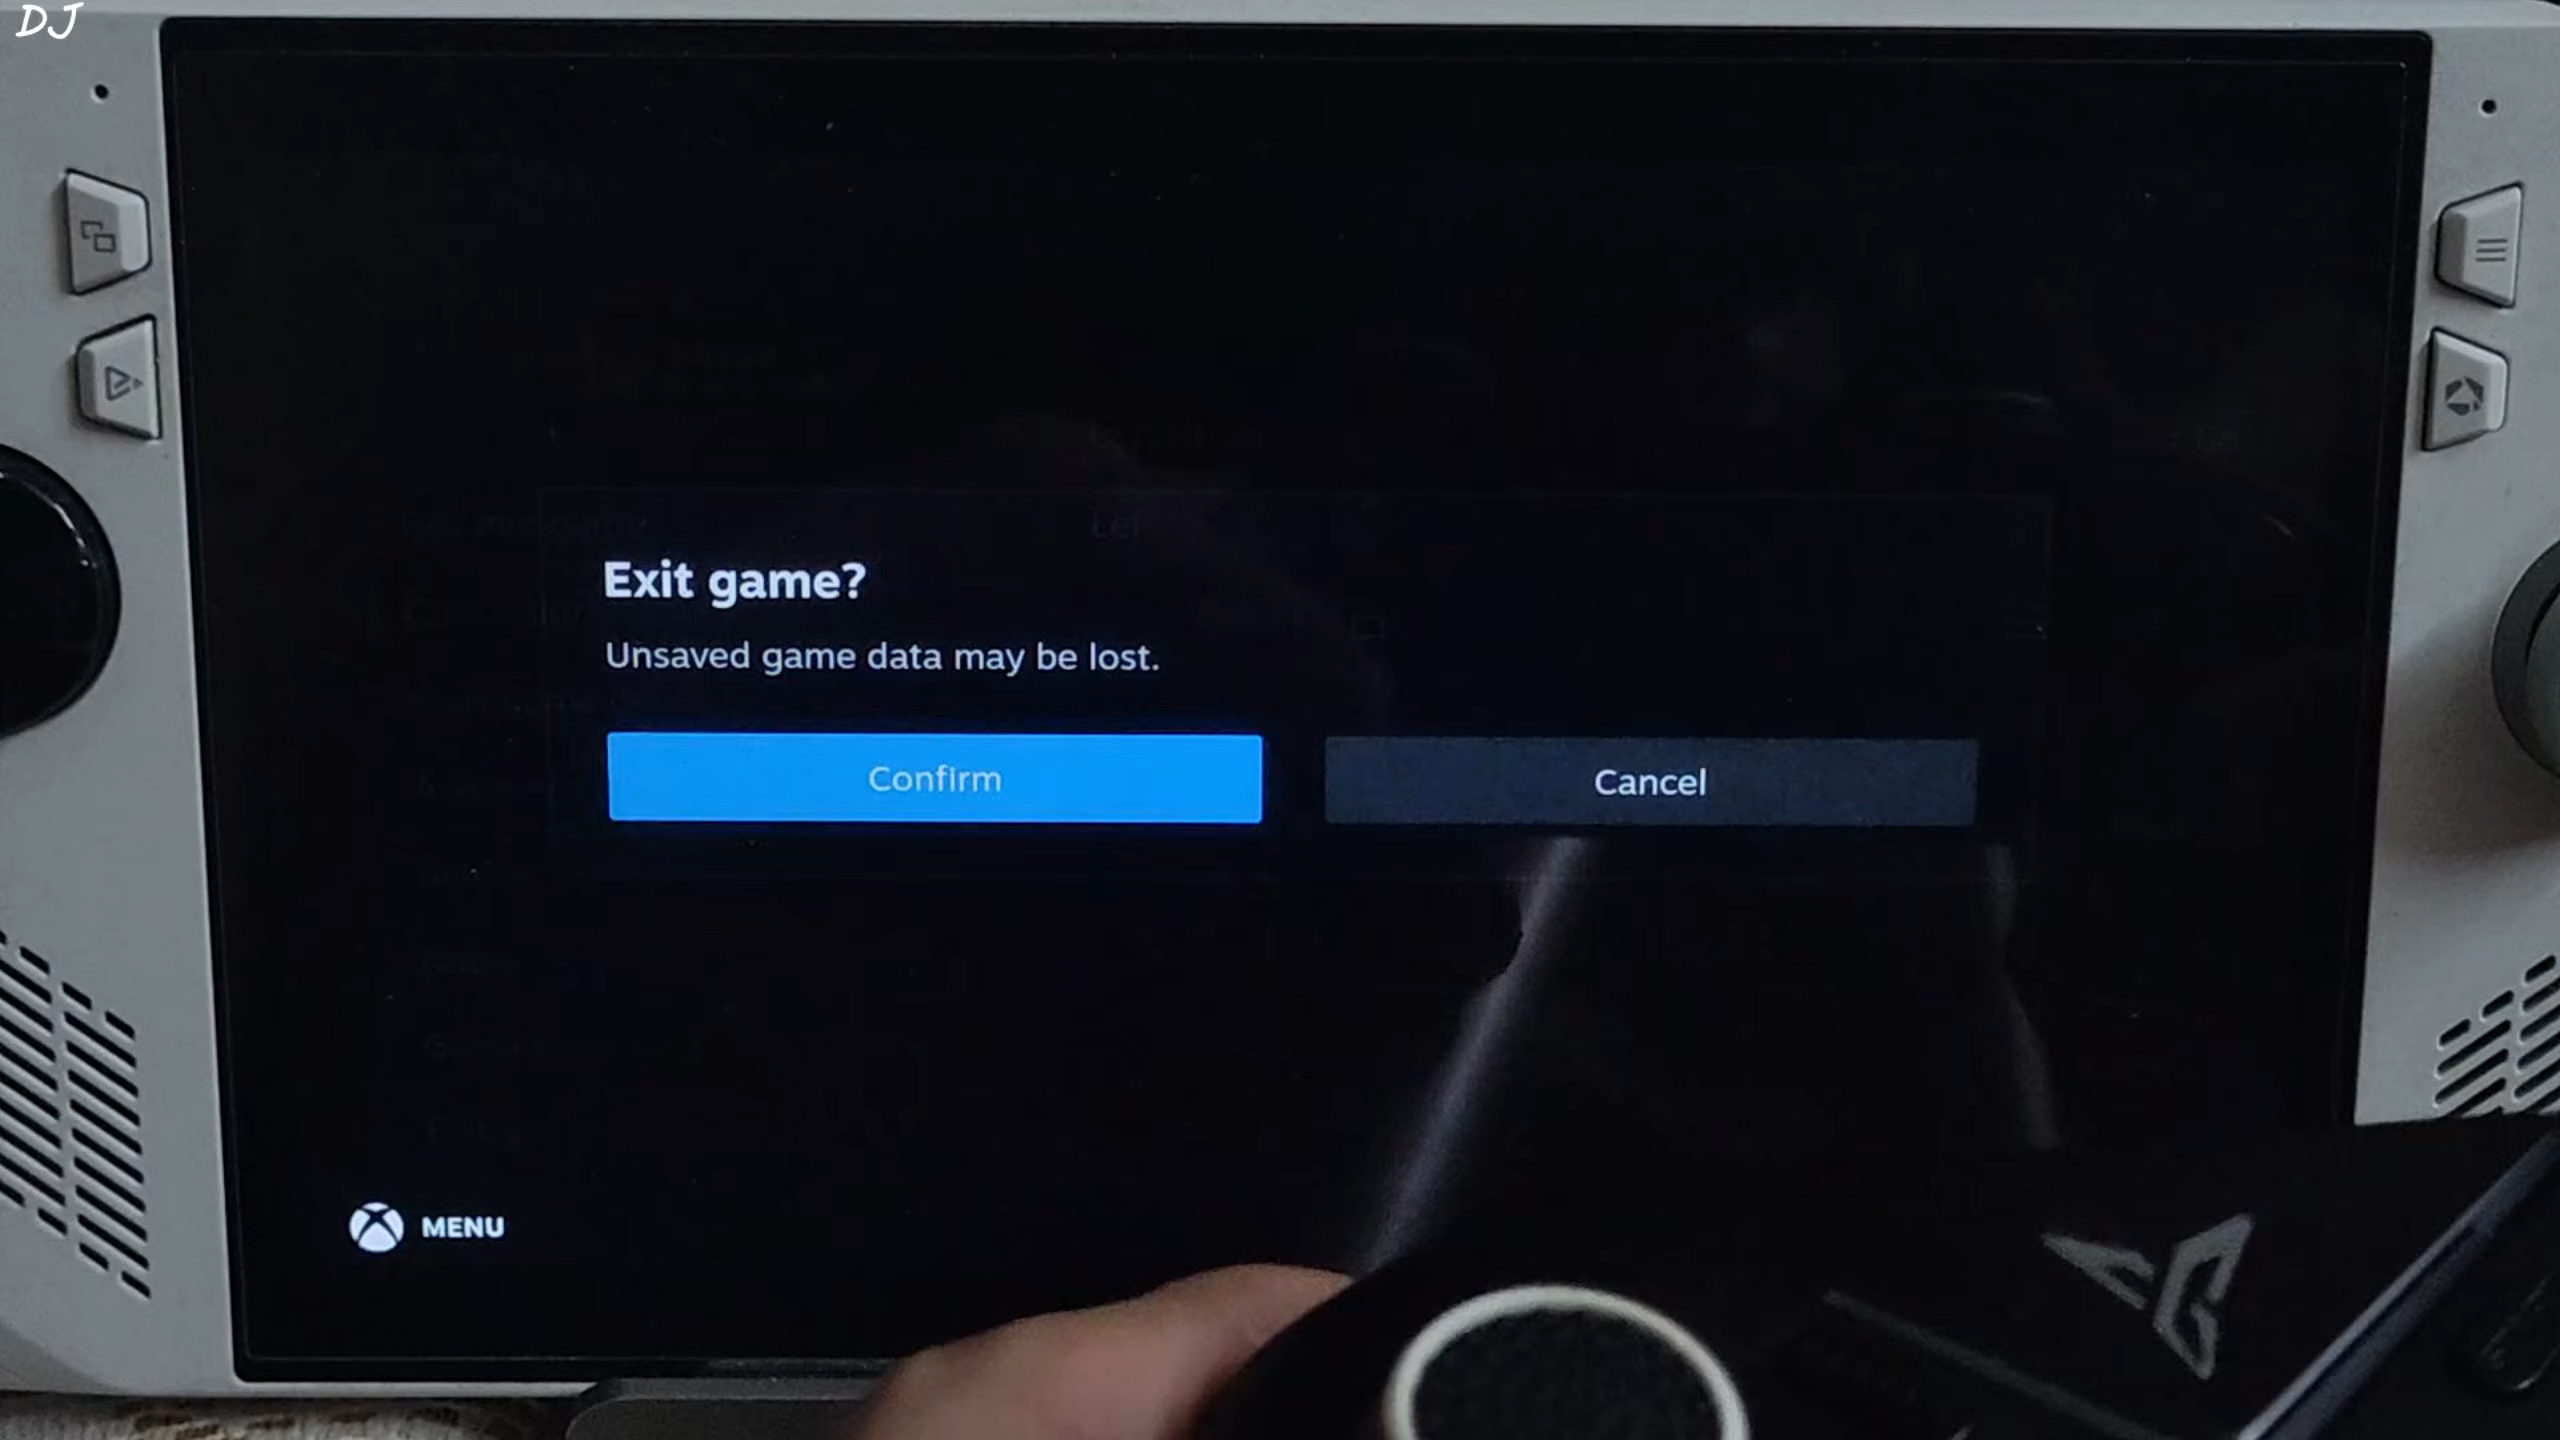 DJ
Exit game?
Unsaved game data may be lost.
Confirm
Cancel
MENU